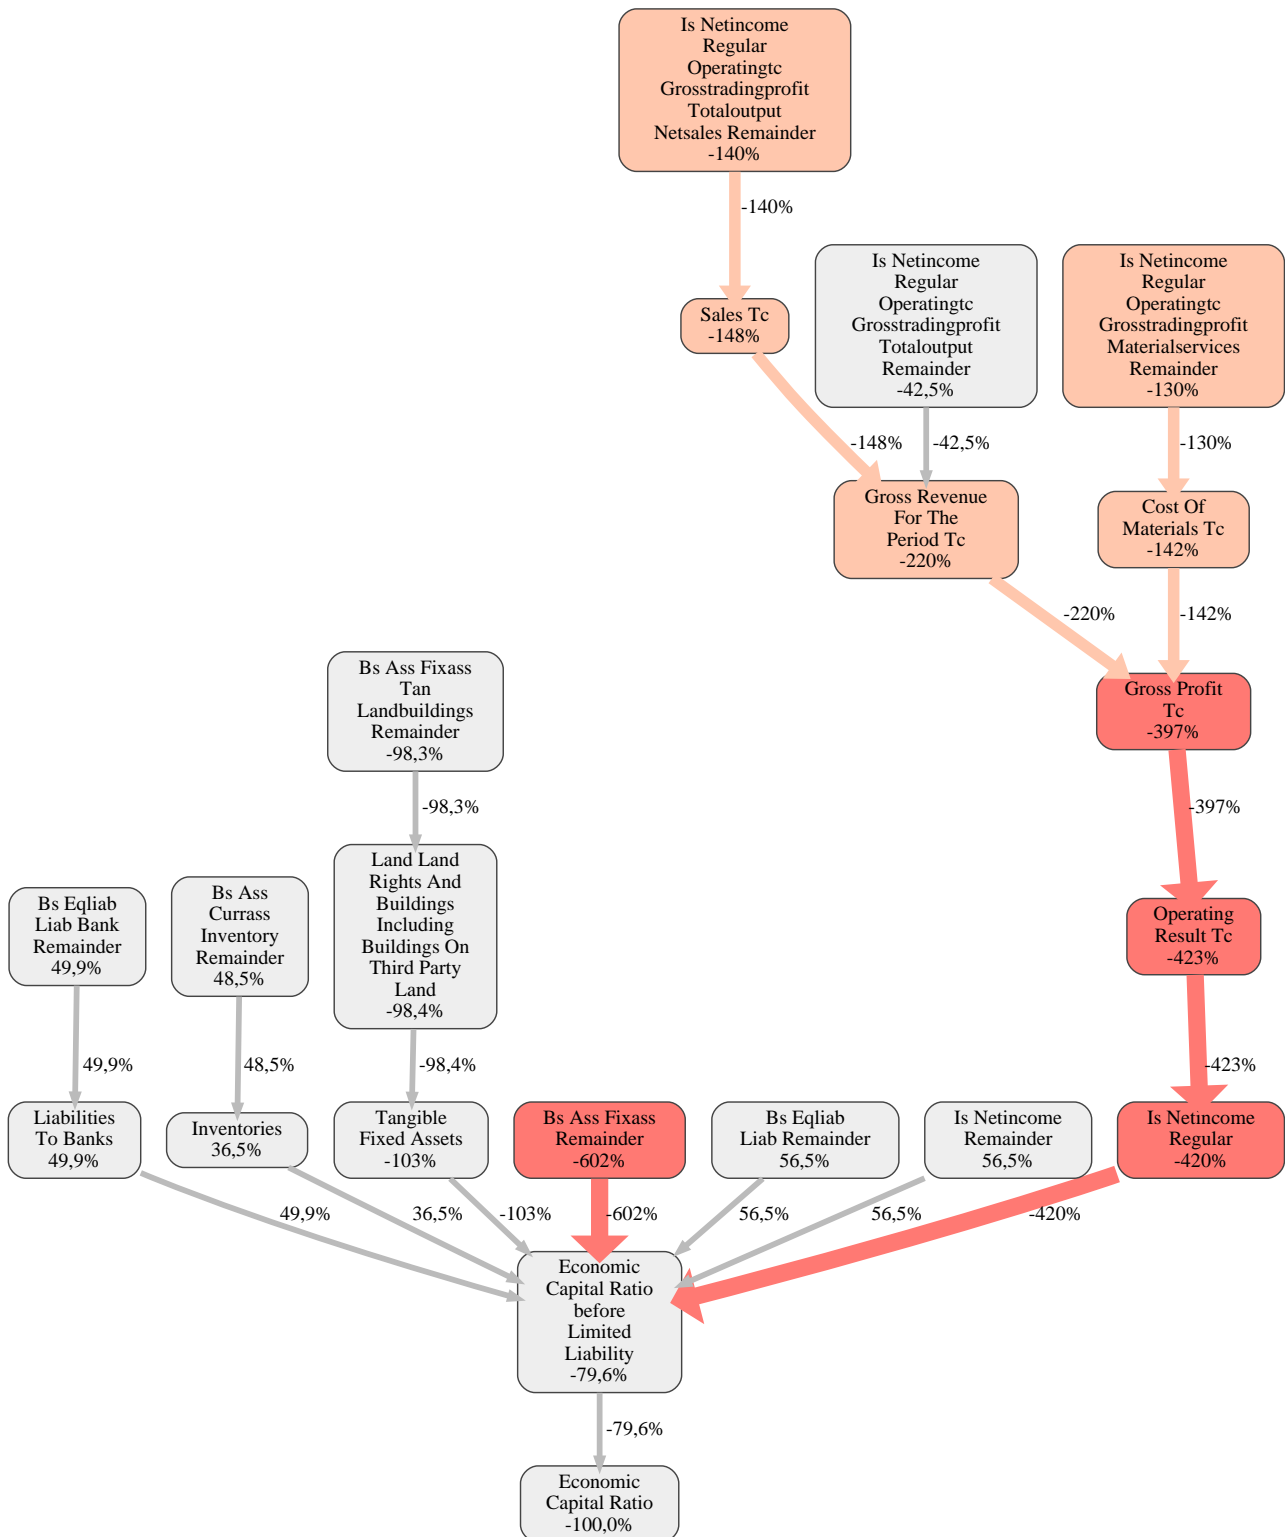 Is Netincome
Regular
Operatingtc
Grosstradingprofit
Totaloutput
Netsales Remainder
-140%
-140%
Is Netincome
Regular
Operatingtc
Grosstradingprofit
Totaloutput
Remainder
-42,5%
Is Netincome
Regular
Operatingtc
Grosstradingprofit
Materialservices
Remainder
-130%
Sales Tc
-148%
-148%
-42,5%
-130%
Gross Revenue
For The
Period Tc
-220%
Cost Of
Materials Tc
-142%
-220%
-142%
Bs Ass Fixass
Tan
Landbuildings
Remainder
-98,3%
Gross Profit
Tc
-397%
-98,3%
-397%
Bs Eqliab
Liab Bank
Remainder
49,9%
Bs Ass
Currass
Inventory
Remainder
48,5%
Land Land
Rights And
Buildings
Including
Buildings On
Third Party
Land
-98,4%
Operating
Result Tc
-423%
49,9%
48,5%
-98,4%
-423%
Liabilities
To Banks
49,9%
Inventories
36,5%
Tangible
Fixed Assets
-103%
Bs Ass Fixass
Remainder
-602%
Bs Eqliab
Liab Remainder
56,5%
Is Netincome
Remainder
56,5%
Is Netincome
Regular
-420%
49,9%
36,5%
-103%
-602%
56,5%
56,5%
-420%
Economic
Capital Ratio
before
Limited
Liability
-79,6%
-79,6%
Economic
Capital Ratio
-100,0%